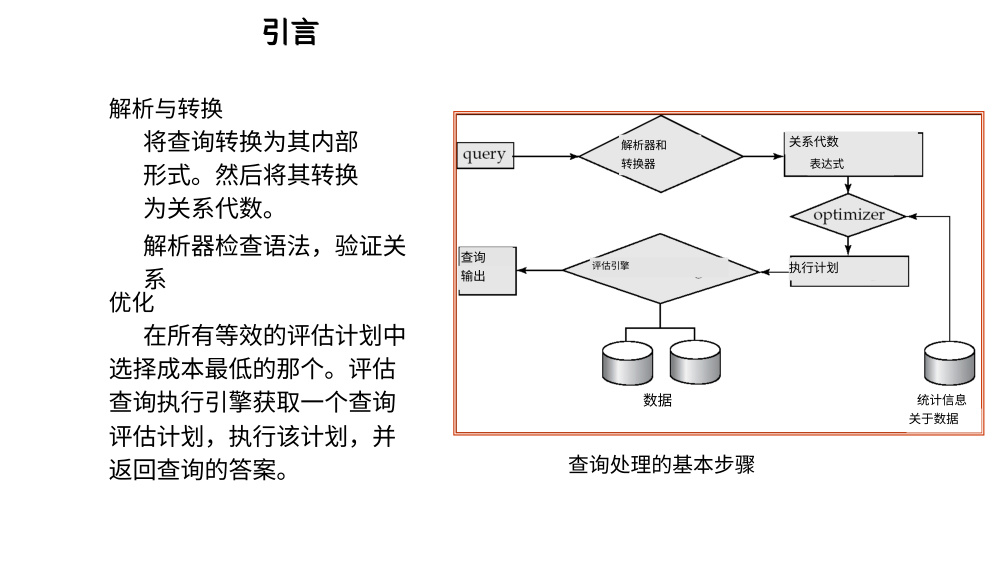 引言
解析与转换
将查询转换为其内部
形式。然后将其转换
为关系代数。
解析器检查语法，验证关
系
优化
在所有等效的评估计划中
选择成本最低的那个。评估
查询执行引擎获取一个查询
评估计划，执行该计划，并
返回查询的答案。
query
解析器和
转换器
关系代数
表达式
optimizer
查询
输出
评估引擎
执行计划
数据
统计信息
关于数据
查询处理的基本步骤